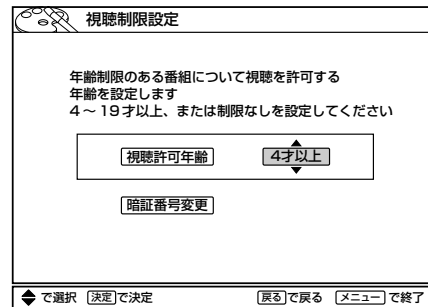 視聴制限設定
年齢制限のある番組について視聴を許可する
年齢を設定します
4～19才以上、または制限なしを設定してください
視聴許可年齢 4才以上
暗証番号変更
で選択 決定で決定 戻るで戻る メニューで終了